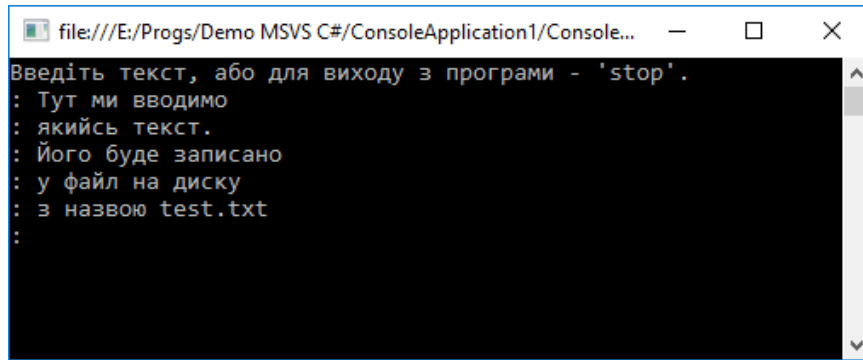 file:///E:/Progs/Demo MSVS C#/ConsoleApplication1/Console...
Введіть текст, або для виходу з програми - 'stop'.
: Тут ми вводимо
: якийсь текст.
: Його буде записано
: у файл на диску
: з назвою test.txt
: